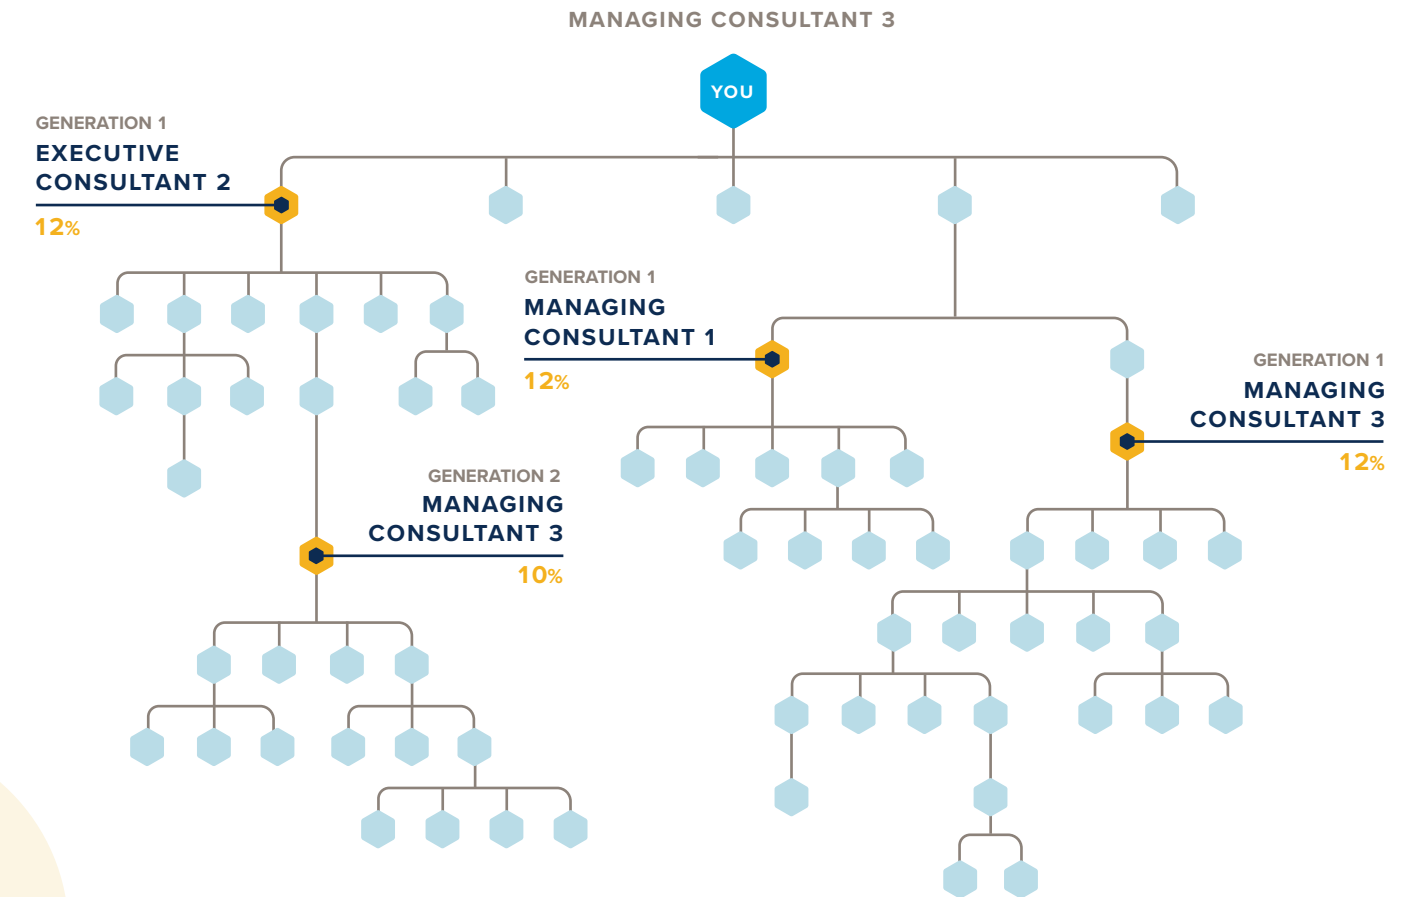 MANAGING CONSULTANT 3
YOU
GENERATION 1
EXECUTIVE
CONSULTANT 2
12%
GENERATION 1
MANAGING
CONSULTANT 1
12%
GENERATION 1
MANAGING
CONSULTANT 3
12%
GENERATION 2
MANAGING
CONSULTANT 3
10%